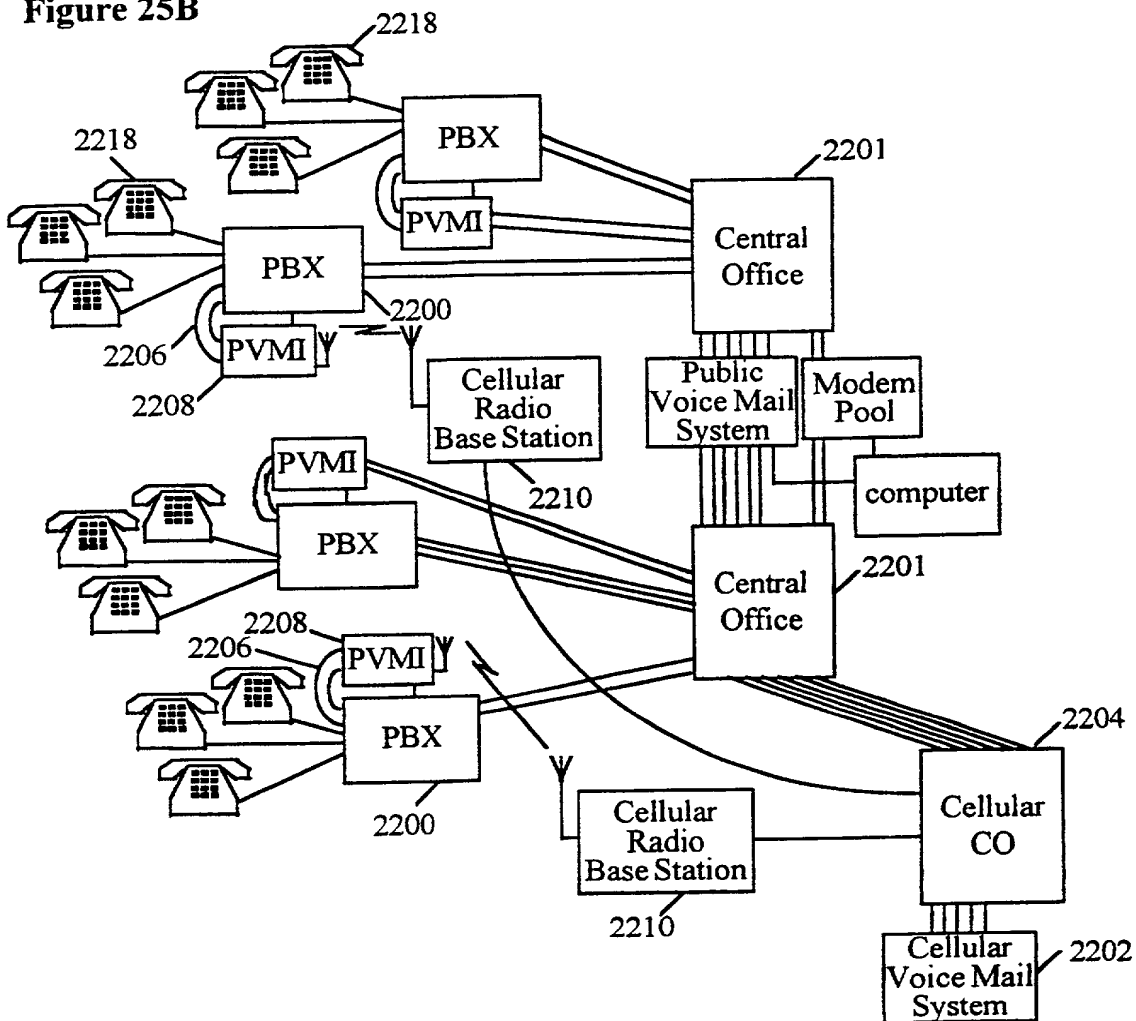 Figure 25B
2218
PBX
2218
2201
PVMI
Central
Office
PBX
2200
2206
PVMI
2208
Cellular
Radio
Base Station
2210
Public
Voice Mail
System
Modem
Pool
computer
PVMI
PBX
2201
Central
Office
2208
2206
PVMI
PBX
2200
2204
Cellular
CO
Cellular
Radio
Base Station
2210
Cellular
Voice Mail
System
2202